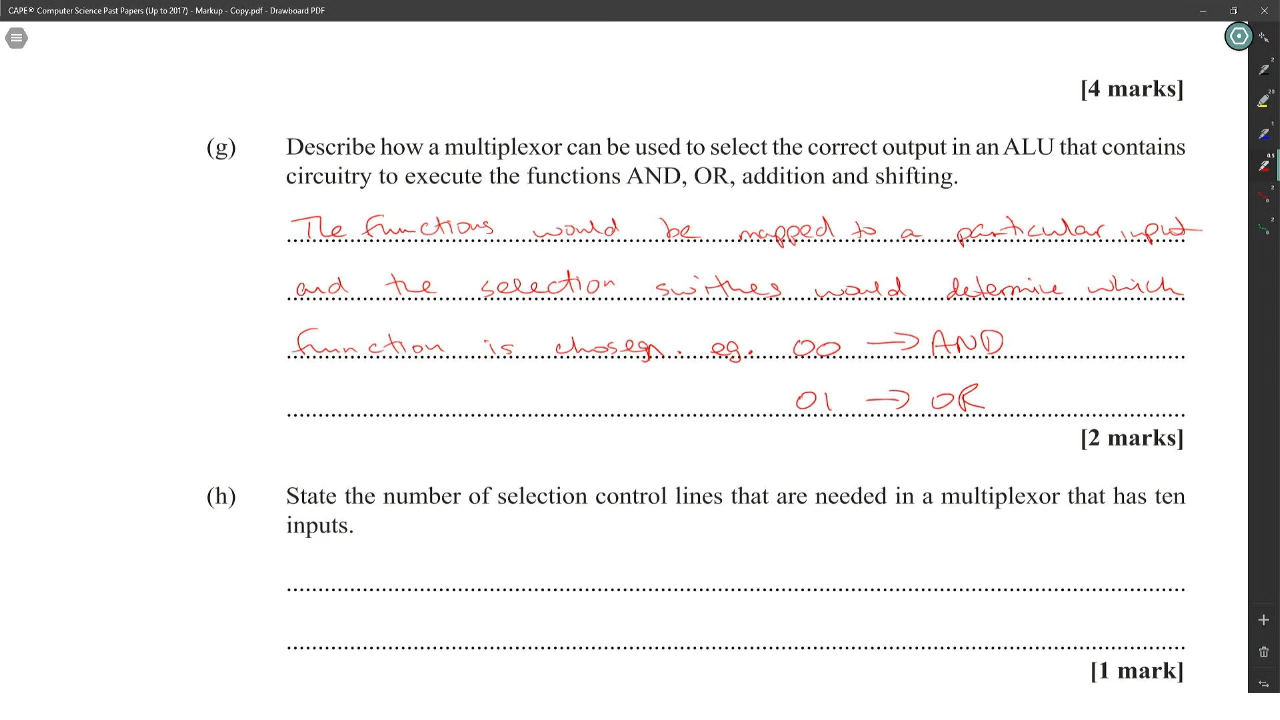 CAPE® Computer Science Past Papers (Up to 2017) - Markup - Copy.pdf - Drawboard PDF
[4 marks]
(g) Describe how a multiplexor can be used to select the correct output in an ALU that contains
circuitry to execute the functions AND, OR, addition and shifting.
The functions would be mapped to a particular input
and the selection swithes would determine which
function is chosen. eg. 00 → AND
01 → OR
[2 marks]
(h) State the number of selection control lines that are needed in a multiplexor that has ten
inputs.
[1 mark]